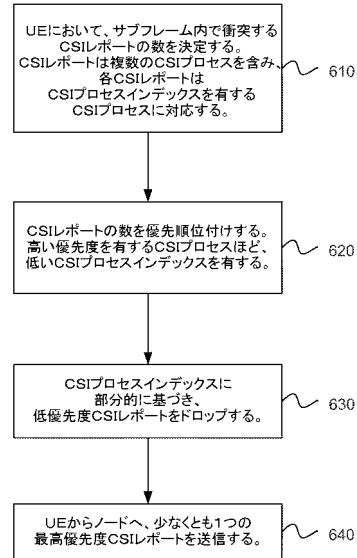 UEにおいて、サブフレーム内で衝突する
CSIレポートの数を決定する。
CSIレポートは複数のCSIプロセスを含み、
各CSIレポートは
CSIプロセスインデックスを有する
CSIプロセスに対応する。
610
CSIレポートの数を優先順位付けする。
高い優先度を有するCSIプロセスほど、
低いCSIプロセスインデックスを有する。
620
CSIプロセスインデックスに
部分的に基づき、
低優先度CSIレポートをドロップする。
630
UEからノードへ、少なくとも1つの
最高優先度CSIレポートを送信する。
640